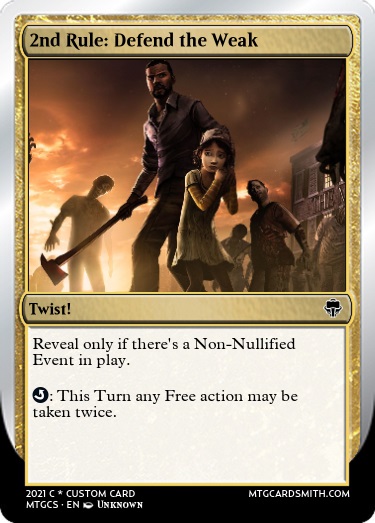 2nd Rule: Defend the Weak
Twist!
Reveal only if there's a Non-Nullified
Event in play.
: This Turn any Free action may be
taken twice.
2021 C * CUSTOM CARD
MTGCARDSMITH.COM
MTGCS · EN Unknown